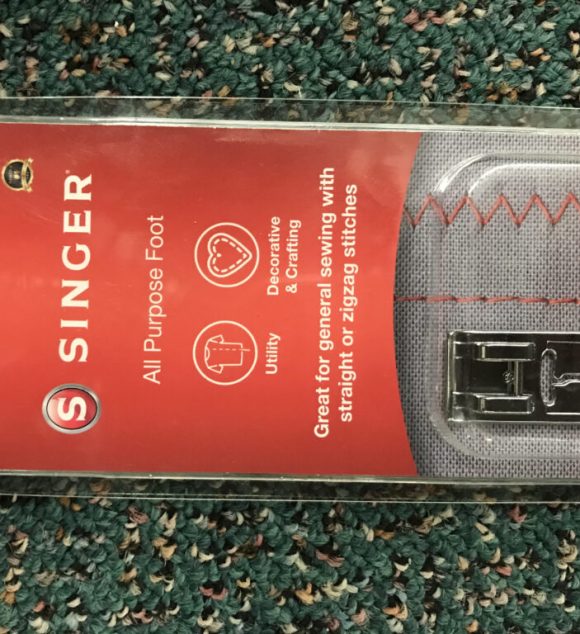 S SINGER
All Purpose Foot
Utility
Decorative
& Crafting
Great for general sewing with
straight or zigzag stitches